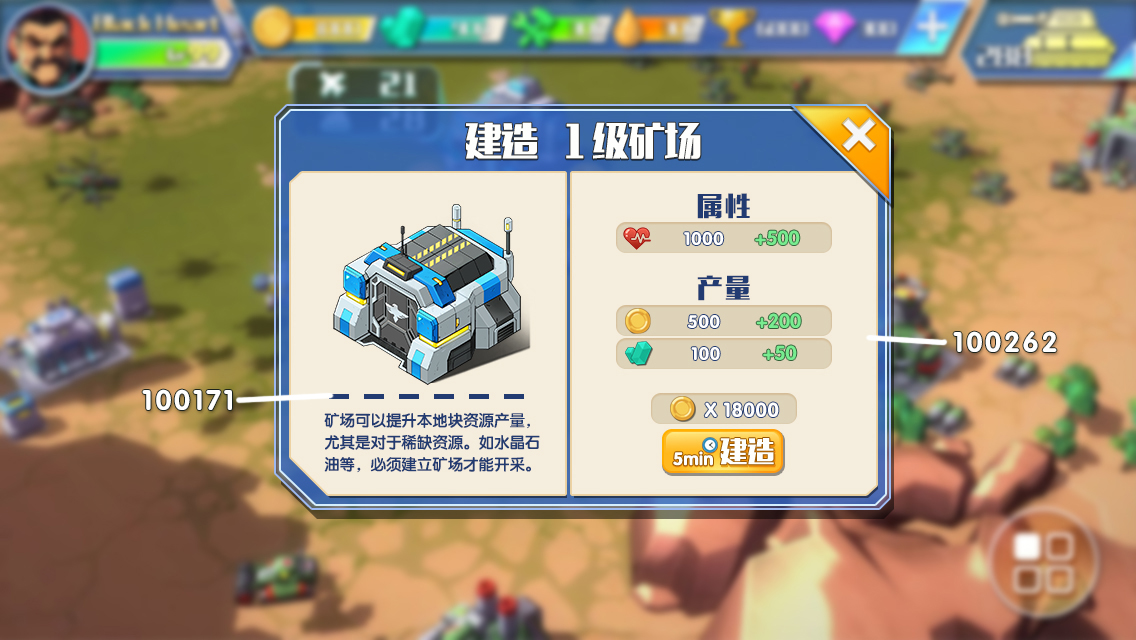 21
建造 1级矿场
属性
1000 +500
产量
500 +200
100 +50
100262
100171
矿场可以提升本地块资源产量，
尤其是对于稀缺资源。如水晶石
油等，必须建立矿场才能开采。
X 18000
5min 建造